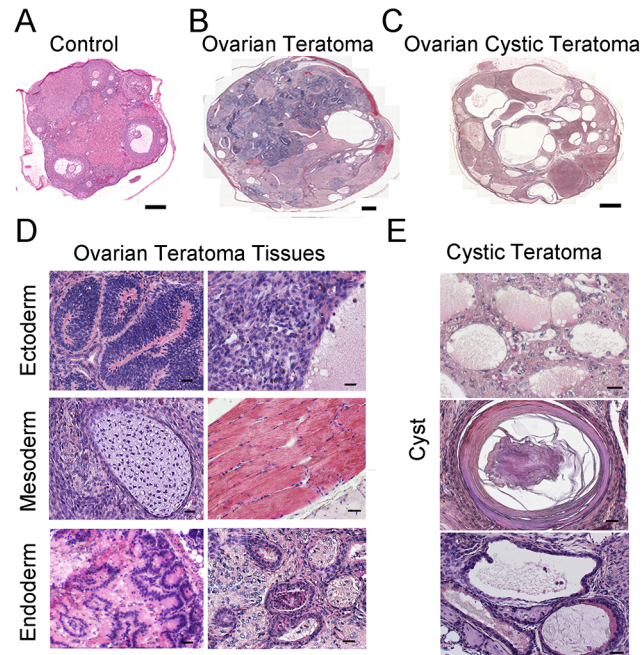 A
Control
B
Ovarian Teratoma
C
Ovarian Cystic Teratoma
D
Ovarian Teratoma Tissues
Ectoderm
Mesoderm
Endoderm
E
Cystic Teratoma
Cyst